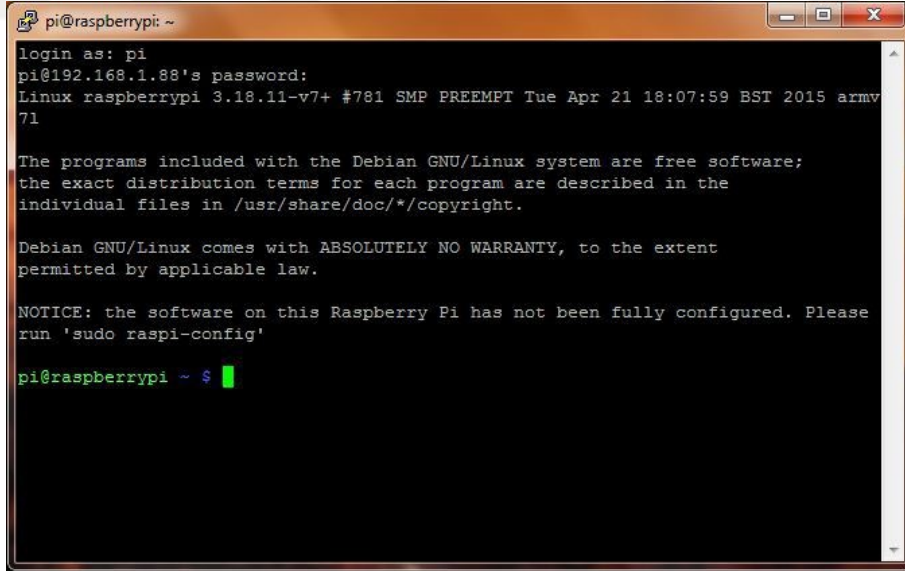 pi@raspberrypi: ~
login as: pi
pi@192.168.1.88's password:
Linux raspberrypi 3.18.11-v7+ #781 SMP PREEMPT Tue Apr 21 18:07:59 BST 2015 armv
7l
The programs included with the Debian GNU/Linux system are free software;
the exact distribution terms for each program are described in the
individual files in /usr/share/doc/*/copyright.
Debian GNU/Linux comes with ABSOLUTELY NO WARRANTY, to the extent
permitted by applicable law.
NOTICE: the software on this Raspberry Pi has not been fully configured. Please
run 'sudo raspi-config'
pi@raspberrypi ~ $